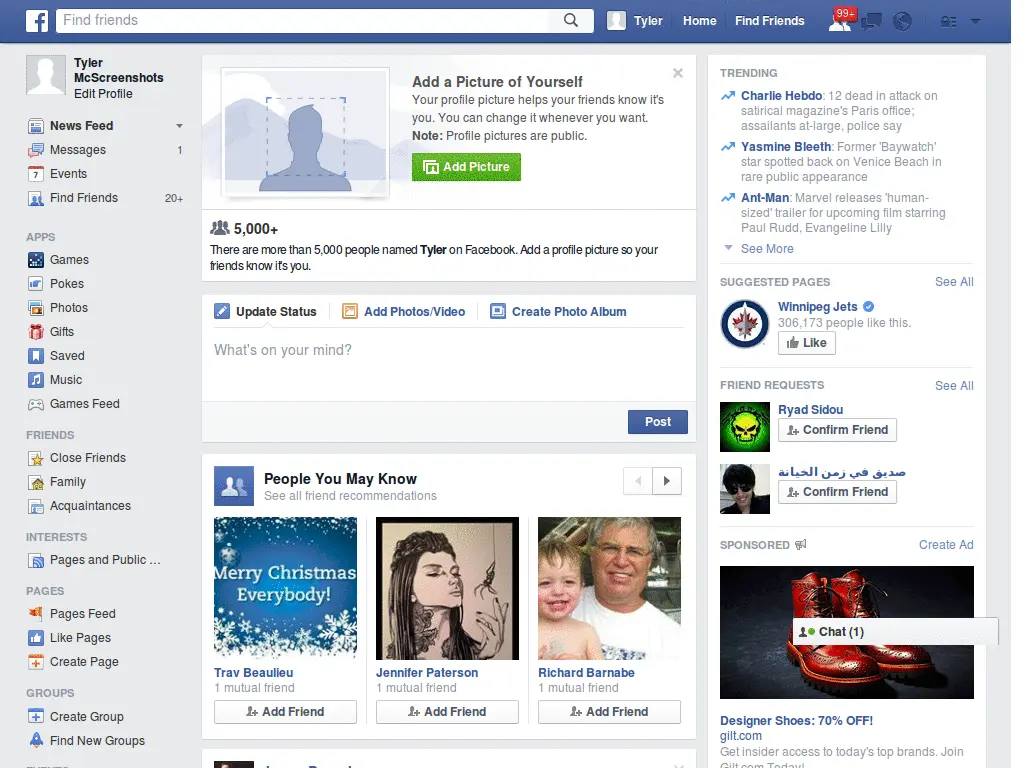 Find friends
Tyler
Home
Find Friends
99+
Tyler
McScreenshots
Edit Profile
News Feed
Messages 1
Events
Find Friends 20+
APPS
Games
Pokes
Photos
Gifts
Saved
Music
Games Feed
FRIENDS
Close Friends
Family
Acquaintances
INTERESTS
Pages and Public ...
PAGES
Pages Feed
Like Pages
Create Page
GROUPS
Create Group
Find New Groups
Add a Picture of Yourself
Your profile picture helps your friends know it's
you. You can change it whenever you want.
Note: Profile pictures are public.
Add Picture
5,000+
There are more than 5,000 people named Tyler on Facebook. Add a profile picture so your
friends know it's you.
Update Status
Add Photos/Video
Create Photo Album
What's on your mind?
Post
People You May Know
See all friend recommendations
Merry Christmas
Everybody!
Trav Beaulieu
1 mutual friend
Add Friend
Jennifer Paterson
1 mutual friend
Add Friend
Richard Barnabe
1 mutual friend
Add Friend
TRENDING
Charlie Hebdo: 12 dead in attack on
satirical magazine's Paris office;
assailants at-large, police say
Yasmine Bleeth: Former 'Baywatch'
star spotted back on Venice Beach in
rare public appearance
Ant-Man: Marvel releases 'human-
sized' trailer for upcoming film starring
Paul Rudd, Evangeline Lilly
See More
SUGGESTED PAGES See All
Winnipeg Jets
306,173 people like this.
Like
FRIEND REQUESTS See All
Ryad Sidou
Confirm Friend
صديق في زمن الخيانة
Confirm Friend
SPONSORED Create Ad
Chat (1)
Designer Shoes: 70% OFF!
gilt.com
Get insider access to today's top brands. Join
Gilt.com Today!